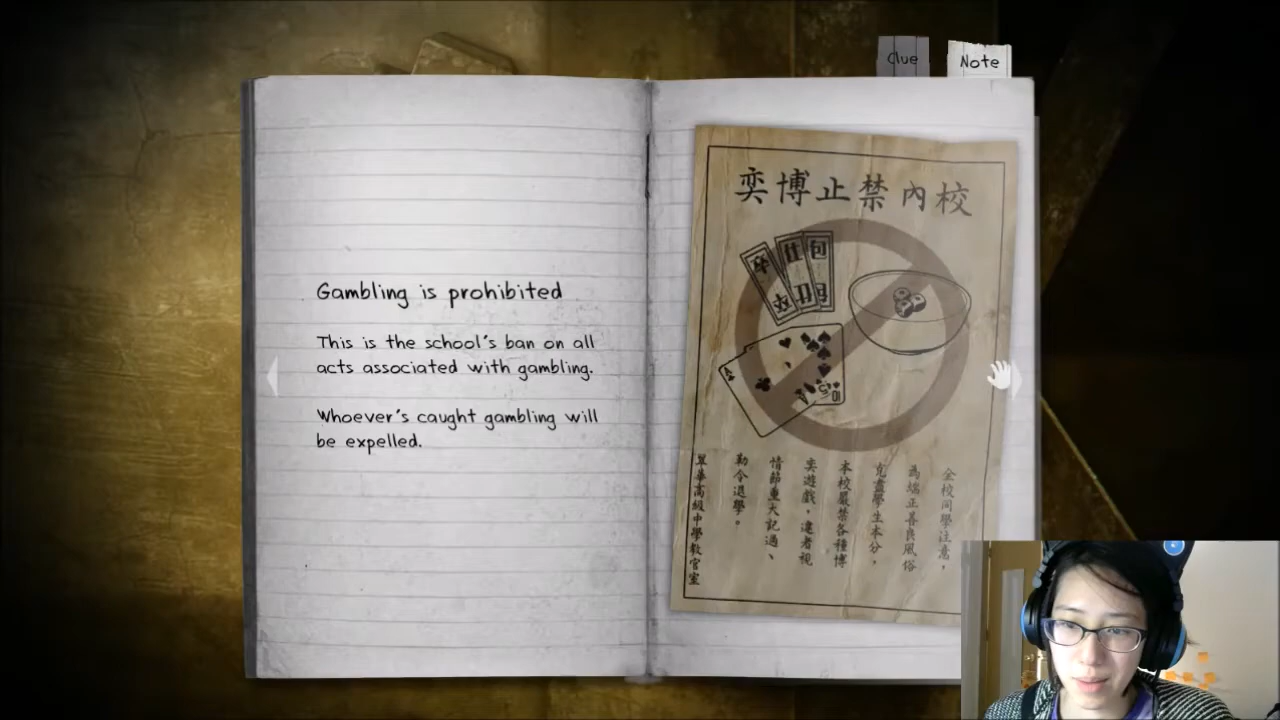 Clue
Note
Gambling is prohibited
This is the school's ban on all
acts associated with gambling.
Whoever's caught gambling will
be expelled.
校內禁止博奕
卒
仕
包
A
10
全校同學注意，
為端正善良風俗
克盡學生本分，
本校嚴禁各種博
奕遊戲，違者視
情節重大記過、
勒令退學。
翠華高級中學教官室